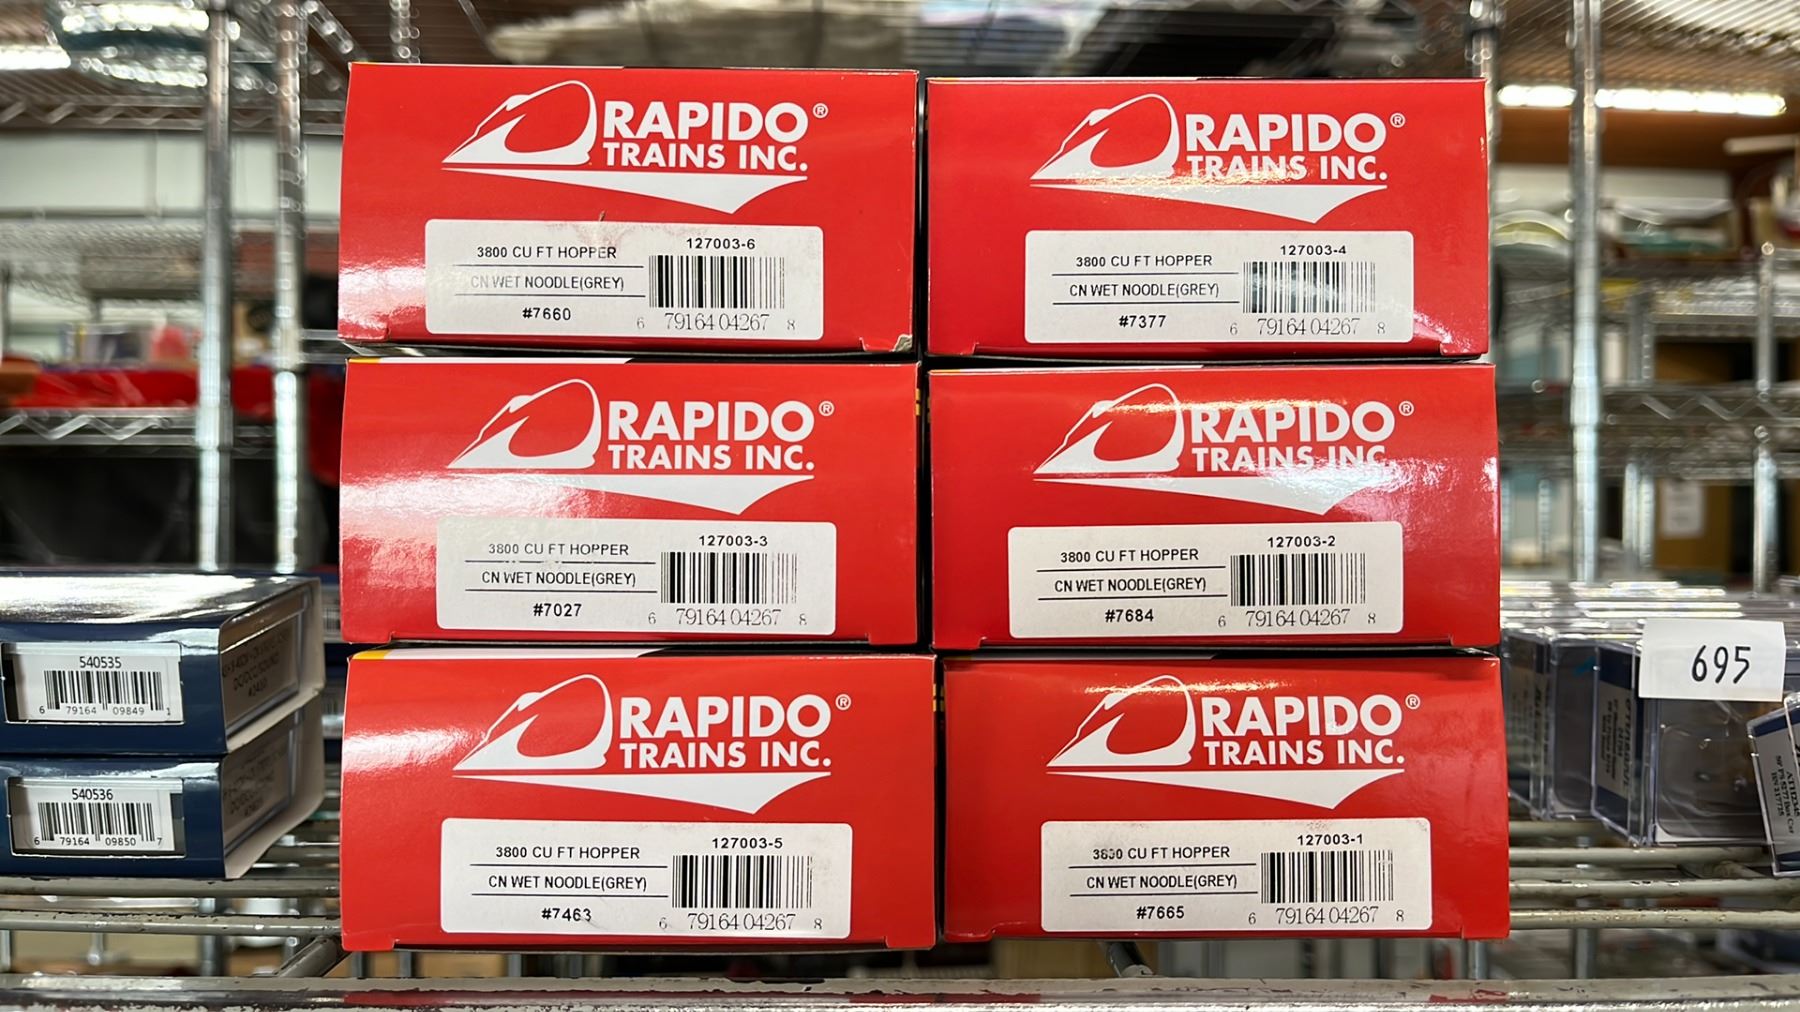 RAPIDO®
TRAINS INC.
3800 CU FT HOPPER
127003-6
CN WET NOODLE(GREY)
#7660
6 79164 04267 8
RAPIDO®
TRAINS INC.
3800 CU FT HOPPER
127003-4
CN WET NOODLE(GREY)
#7377
6 79164 04267 8
RAPIDO®
TRAINS INC.
3800 CU FT HOPPER
127003-3
CN WET NOODLE(GREY)
#7027
6 79164 04267 8
RAPIDO®
TRAINS INC.
3800 CU FT HOPPER
127003-2
CN WET NOODLE(GREY)
#7684
6 79164 04267 8
RAPIDO®
TRAINS INC.
3800 CU FT HOPPER
127003-5
CN WET NOODLE(GREY)
#7463
6 79164 04267 8
RAPIDO®
TRAINS INC.
3800 CU FT HOPPER
127003-1
CN WET NOODLE(GREY)
#7665
6 79164 04267 8
540535
6 79164 09849 1
540536
6 79164 09850 7
695